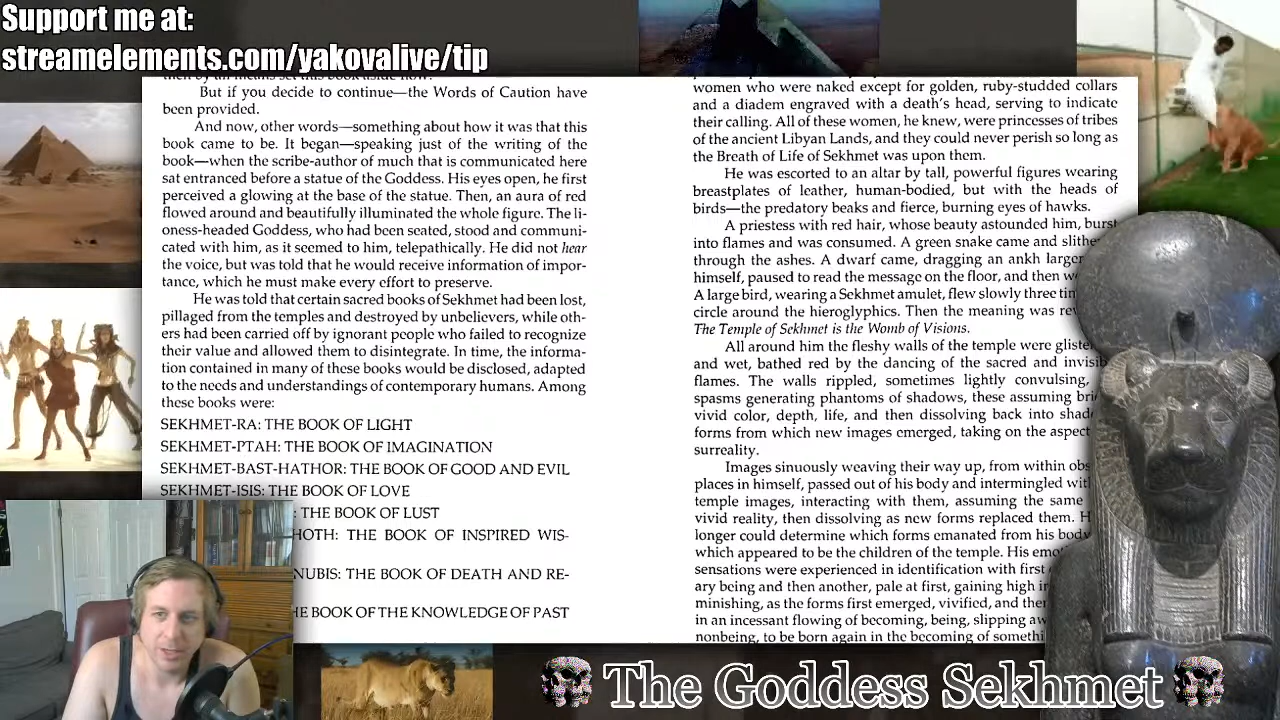 Support me at:
streamelements.com/yakovalive/tip
then by all means set this book aside now.
But if you decide to continue—the Words of Caution have
been provided.
And now, other words—something about how it was that this
book came to be. It began—speaking just of the writing of the
book—when the scribe-author of much that is communicated here
sat entranced before a statue of the Goddess. His eyes open, he first
perceived a glowing at the base of the statue. Then, an aura of red
flowed around and beautifully illuminated the whole figure. The li-
oness-headed Goddess, who had been seated, stood and communi-
cated with him, as it seemed to him, telepathically. He did not hear
the voice, but was told that he would receive information of impor-
tance, which he must make every effort to preserve.
He was told that certain sacred books of Sekhmet had been lost,
pillaged from the temples and destroyed by unbelievers, while oth-
ers had been carried off by ignorant people who failed to recognize
their value and allowed them to disintegrate. In time, the informa-
tion contained in many of these books would be disclosed, adapted
to the needs and understandings of contemporary humans. Among
these books were:
SEKHMET-RA: THE BOOK OF LIGHT
SEKHMET-PTAH: THE BOOK OF IMAGINATION
SEKHMET-BAST-HATHOR: THE BOOK OF GOOD AND EVIL
SEKHMET-ISIS: THE BOOK OF LOVE
: THE BOOK OF LUST
HOTH: THE BOOK OF INSPIRED WIS-
NUBIS: THE BOOK OF DEATH AND RE-
HE BOOK OF THE KNOWLEDGE OF PAST
women who were naked except for golden, ruby-studded collars
and a diadem engraved with a death's head, serving to indicate
their calling. All of these women, he knew, were princesses of tribes
of the ancient Libyan Lands, and they could never perish so long as
the Breath of Life of Sekhmet was upon them.
He was escorted to an altar by tall, powerful figures wearing
breastplates of leather, human-bodied, but with the heads of
birds—the predatory beaks and fierce, burning eyes of hawks.
A priestess with red hair, whose beauty astounded him, burst
into flames and was consumed. A green snake came and slithe
through the ashes. A dwarf came, dragging an ankh larger
himself, paused to read the message on the floor, and then w
A large bird, wearing a Sekhmet amulet, flew slowly three tin
circle around the hieroglyphics. Then the meaning was re
The Temple of Sekhmet is the Womb of Visions.
All around him the fleshy walls of the temple were gliste
and wet, bathed red by the dancing of the sacred and invisib
flames. The walls rippled, sometimes lightly convulsing,
spasms generating phantoms of shadows, these assuming bri
vivid color, depth, life, and then dissolving back into shad
forms from which new images emerged, taking on the aspect
surreality.
Images sinuously weaving their way up, from within obs
places in himself, passed out of his body and intermingled wit
temple images, interacting with them, assuming the same
vivid reality, then dissolving as new forms replaced them. H
longer could determine which forms emanated from his body
which appeared to be the children of the temple. His emo
sensations were experienced in identification with first
ary being and then another, pale at first, gaining high in
minishing, as the forms first emerged, vivified, and then
in an incessant flowing of becoming, being, slipping aw
nonbeing, to be born again in the becoming of somethi
The Goddess Sekhmet